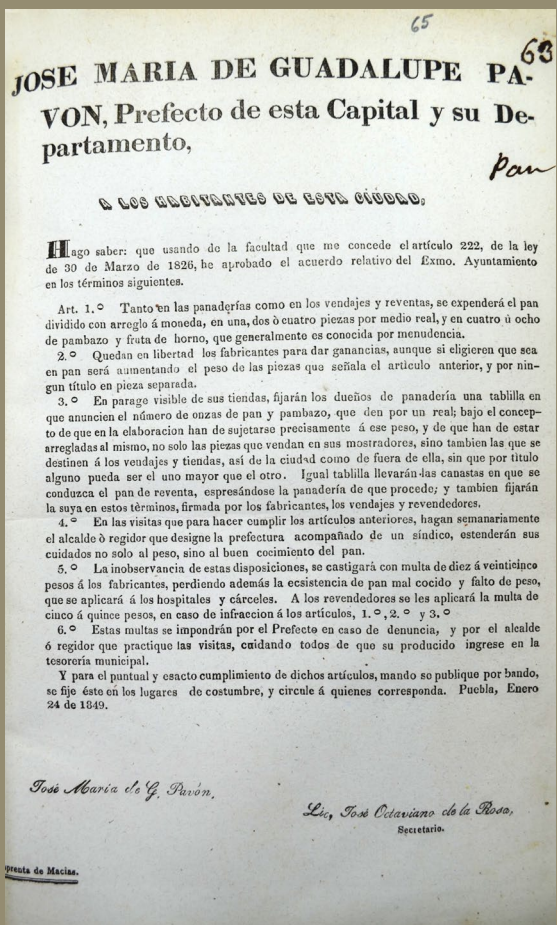 65
63
JOSE MARIA DE GUADALUPE PA-
VON, Prefecto de esta Capital y su De-
partamento,
Pan
A LOS HABITANTES DE ESTA CIUDAD,
Hago saber: que usando de la facultad que me concede el artículo 222, de la ley
de 30 de Marzo de 1826, he aprobado el acuerdo relativo del Exmo. Ayuntamiento
en los términos siguientes.
Art. 1.° Tanto en las panaderías como en los vendajes y reventas, se expenderá el pan
dividido con arreglo á moneda, en una, dos ò cuatro piezas por medio real, y en cuatro ú ocho
de pambazo y fruta de horno, que generalmente es conocida por menudencia.
2.° Quedan en libertad los fabricantes para dar ganancias, aunque si eligieren que sea
en pan será aumentando el peso de las piezas que señala el articulo anterior, y por nin-
gun título en pieza separada.
3.° En parage visible de sus tiendas, fijarán los dueños de panadería una tablilla en
que anuncien el número de onzas de pan y pambazo, que den por un real; bajo el concep-
to de que en la elaboracion han de sujetarse precisamente á ese peso, y de que han de estar
arregladas al mismo, no solo las piezas que vendan en sus mostradores, sino tambien las que se
destinen á los vendajes y tiendas, así de la ciudad como de fuera de ella, sin que por titulo
alguno pueda ser el uno mayor que el otro. Igual tablilla llevarán las canastas en que se
conduzca el pan de reventa, espresándose la panadería de que procede; y tambien fijarán
la suya en estos tèrminos, firmada por los fabricantes, los vendajes y revendedores.
4.° En las visitas que para hacer cumplir los artículos anteriores, hagan semanariamente
el alcalde ò regidor que designe la prefectura acompañado de un síndico, estenderán sus
cuidados no solo al peso, sino al buen cocimiento del pan.
5.° La inobservancia de estas disposiciones, se castigará con multa de diez á veinticinco
pesos á los fabricantes, perdiendo además la ecsistencia de pan mal cocido y falto de peso,
que se aplicará á los hospitales y cárceles. A los revendedores se les aplicará la multa de
cinco á quince pesos, en caso de infraccion á los artículos, 1.°, 2.° y 3.°
6.° Estas multas se impondrán por el Prefecto en caso de denuncia, y por el alcalde
ó regidor que practique las visitas, cuidando todos de que su producido ingrese en la
tesorería municipal.
Y para el puntual y esacto cumplimiento de dichos artículos, mando se publique por bando,
se fije éste en los lugares de costumbre, y circule á quienes corresponda. Puebla, Enero
24 de 1849.
José Maria de G. Pavón.
Lic, José Octaviano de la Rosa,
Secretario.
prenta de Macias.